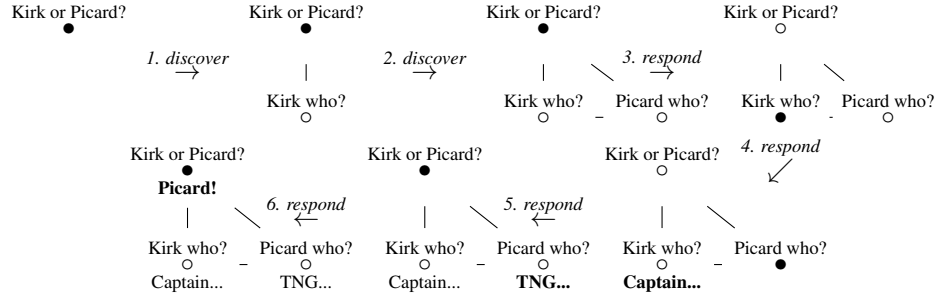 Kirk or Picard? Kirk or Picard? Kirk or Picard? Kirk or Picard?
1. discover 2. discover 3. respond
Kirk who? Kirk who? Picard who? Kirk who? Picard who?
Kirk or Picard? Kirk or Picard? Kirk or Picard? 4. respond
Picard!
6. respond 5. respond
Kirk who? Picard who? Kirk who? Picard who? Kirk who? Picard who?
Captain... TNG... Captain... TNG... Captain...